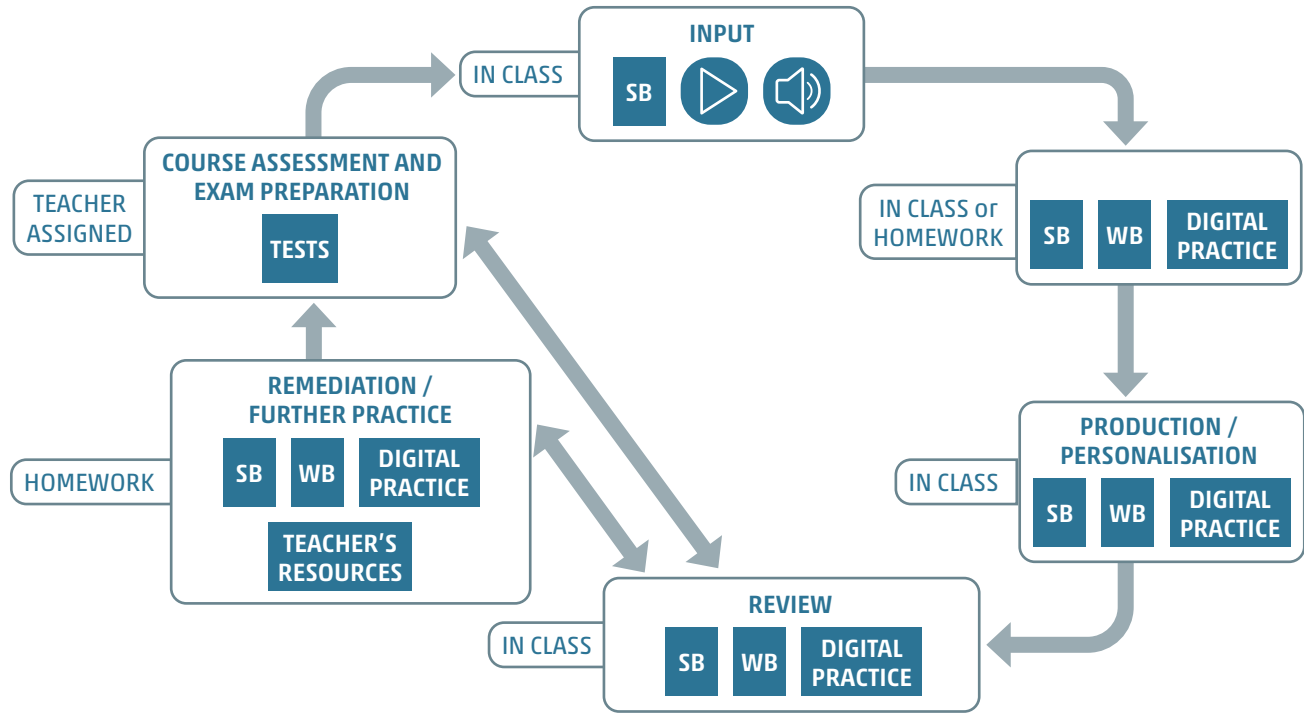 INPUT
IN CLASS
SB
COURSE ASSESSMENT AND
EXAM PREPARATION
TEACHER
ASSIGNED
TESTS
IN CLASS or
HOMEWORK
SB
WB
DIGITAL
PRACTICE
REMEDIATION /
FURTHER PRACTICE
HOMEWORK
SB
WB
DIGITAL
PRACTICE
TEACHER’S
RESOURCES
PRODUCTION /
PERSONALISATION
IN CLASS
SB
WB
DIGITAL
PRACTICE
REVIEW
IN CLASS
SB
WB
DIGITAL
PRACTICE